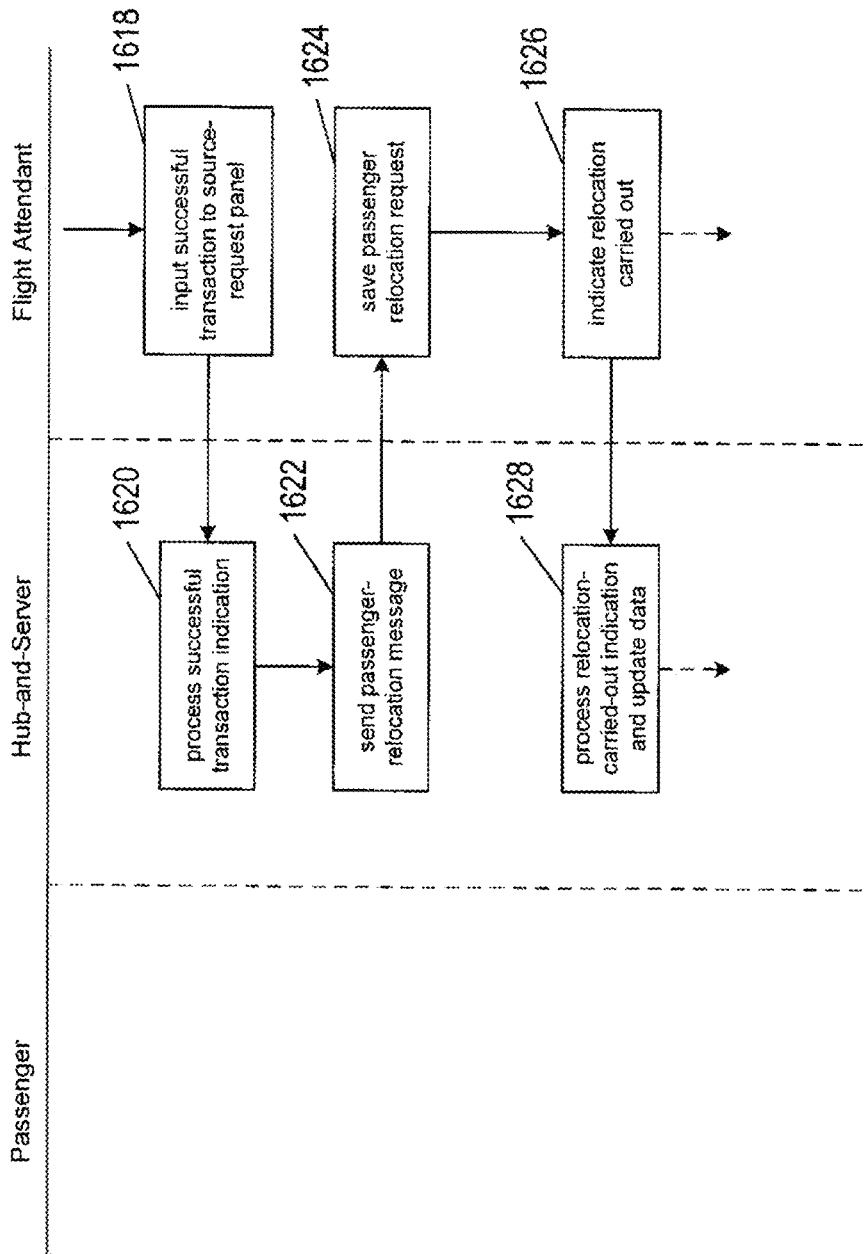 Passenger
Hub-and-Server
Flight Attendant
1618
input successful
transaction to source-
request panel
1620
process successful
transaction indication
1622
send passenger-
relocation message
1624
save passenger
relocation request
1626
indicate relocation
carried out
1628
process relocation-
carried-out indication
and update data